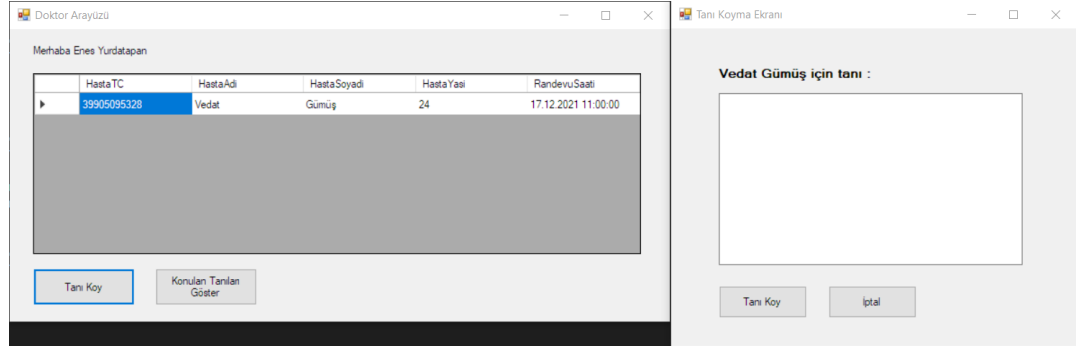 Doktor Arayüzü
Merhaba Enes Yurdatapan
HastaTC HastaAdi HastaSoyadi HastaYasi RandevuSaati
39905095328 Vedat Gümüş 24 17.12.2021 11:00:00
Tanı Koy
Konulan Tanıları
Göster
Tanı Koyma Ekranı
Vedat Gümüş için tanı :
Tanı Koy İptal